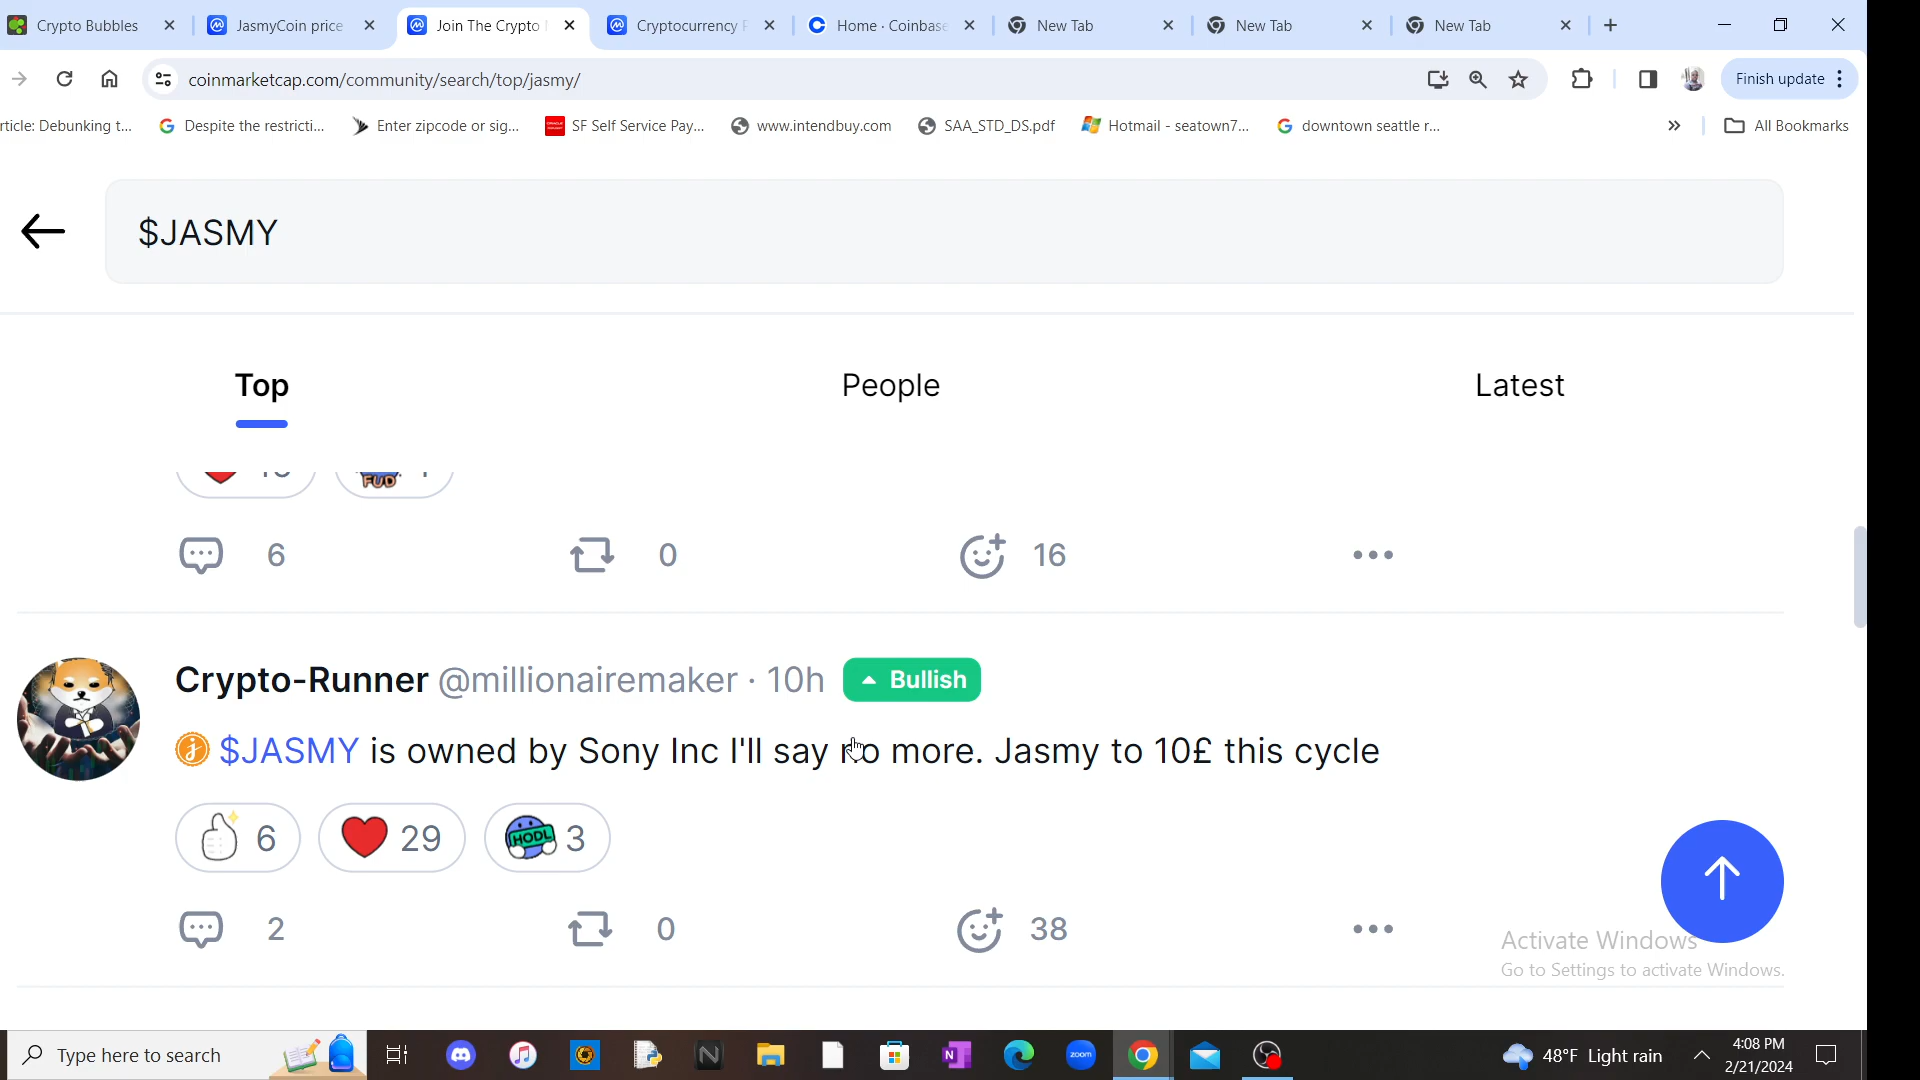 Crypto Bubbles
JasmyCoin price
Join The Crypto
Cryptocurrency
Home · Coinbase
New Tab
New Tab
New Tab
coinmarketcap.com/community/search/top/jasmy/
Finish update
rticle: Debunking t...
Despite the restricti...
Enter zipcode or sig...
SF Self Service Pay...
www.intendbuy.com
SAA_STD_DS.pdf
Hotmail - seatown7...
downtown seattle r...
All Bookmarks
$JASMY
Top
People
Latest
FUD
6
0
16
Crypto-Runner @millionairemaker · 10h
Bullish
$JASMY is owned by Sony Inc I'll say no more. Jasmy to 10£ this cycle
6
29
HODL
3
2
0
38
Activate Windows
Go to Settings to activate Windows.
Type here to search
N
N
zoom
48°F Light rain
4:08 PM
2/21/2024